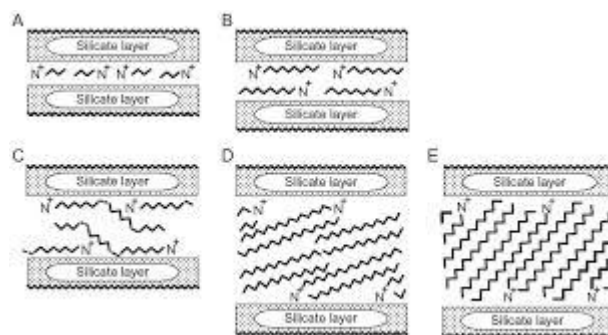 A
Silicate layer
N+ N+ N+ N+
Silicate layer
B
Silicate layer
N+ N+
N+ N+
Silicate layer
C
Silicate layer
N+ N+
N+ N+
Silicate layer
D
Silicate layer
N+
N+
Silicate layer
E
Silicate layer
N+ N+
N+ N+
Silicate layer